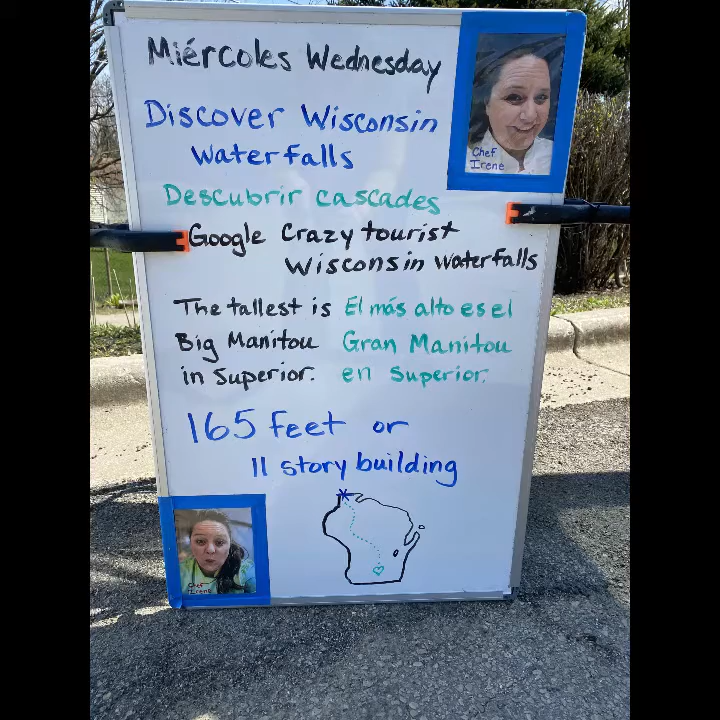 Miércoles Wednesday
Discover Wisconsin
waterfalls
Descubrir cascades
Google Crazy tourist
Wisconsin waterfalls
The tallest is El más alto es el
Big Manitou Gran Manitou
in Superior. en Superior.
165 feet or
11 story building
Chef
Irene
Chef
Irene